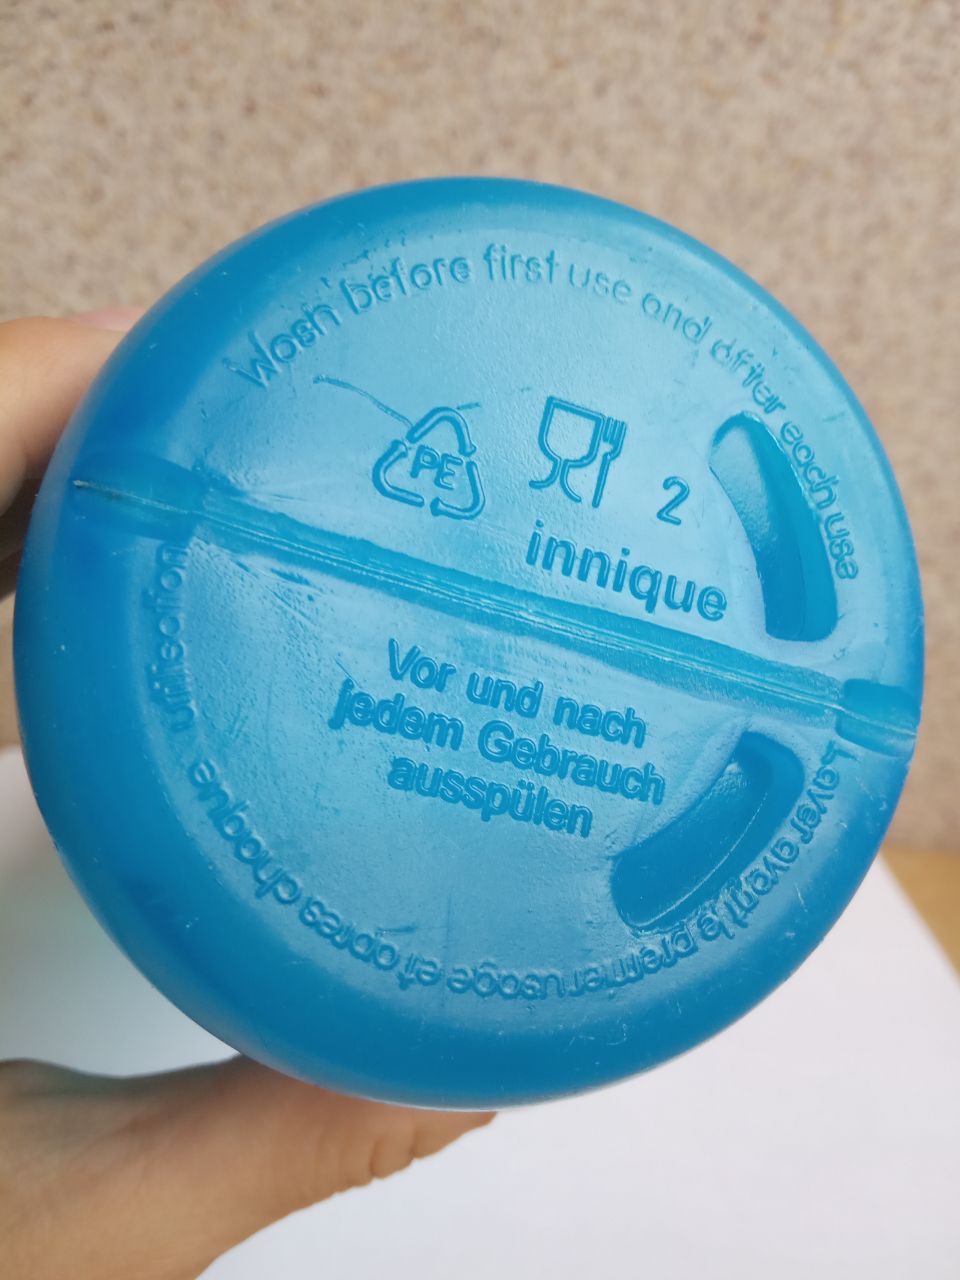 Wash before first use and after each use
PE
2
innique
Vor und nach
jedem Gebrauch
ausspülen
Laver avant le premier usage et apres chaque utilisation